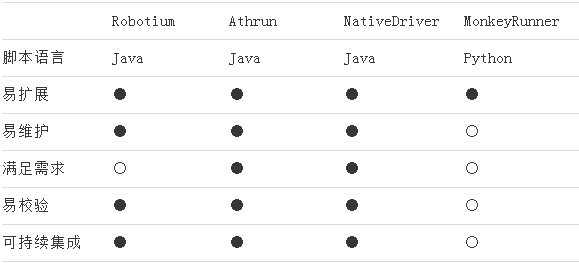 Robotium Athrun NativeDriver MonkeyRunner
脚本语言 Java Java Java Python
易扩展 ● ● ● ●
易维护 ● ● ● ○
满足需求 ○ ● ● ○
易校验 ● ● ● ○
可持续集成 ● ● ● ○